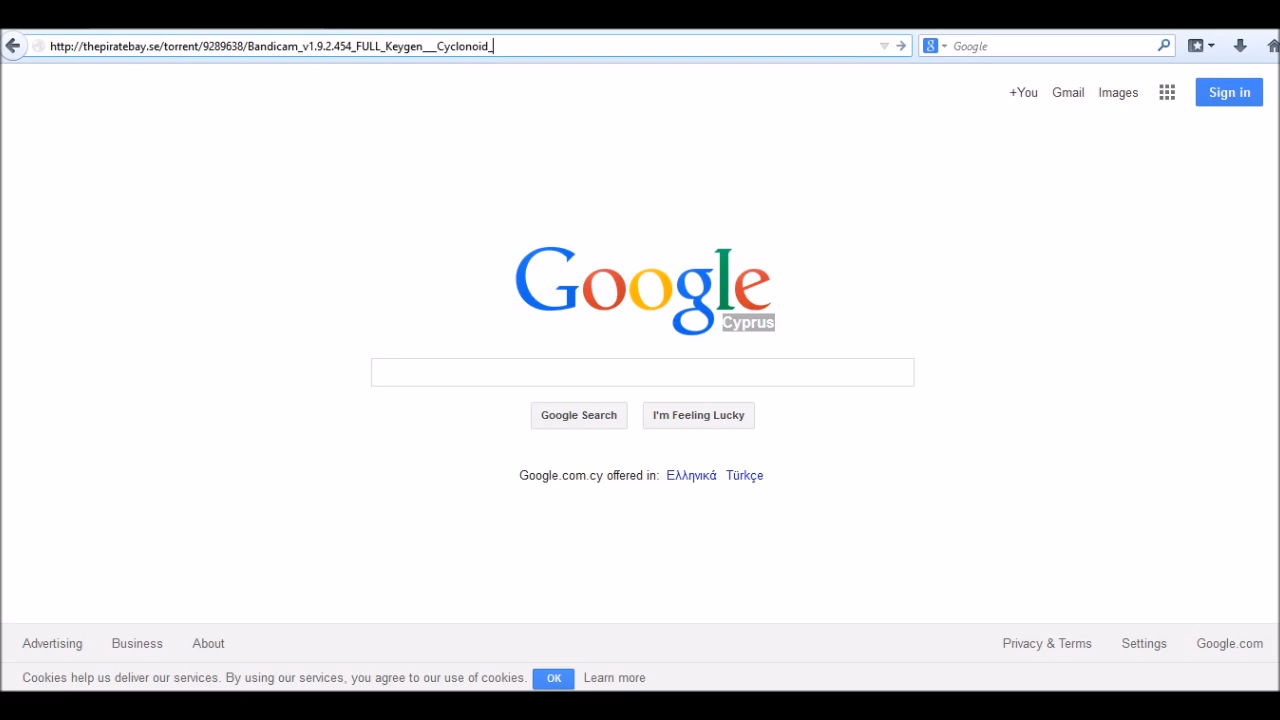 http://thepiratebay.se/torrent/9289638/Bandicam_v1.9.2.454_FULL_Keygen___Cyclonoid_
8 Google
+You Gmail Images Sign in
Google
Cyprus
Google Search I'm Feeling Lucky
Google.com.cy offered in: Ελληνικά Türkçe
Advertising Business About Privacy & Terms Settings Google.com
Cookies help us deliver our services. By using our services, you agree to our use of cookies. OK Learn more